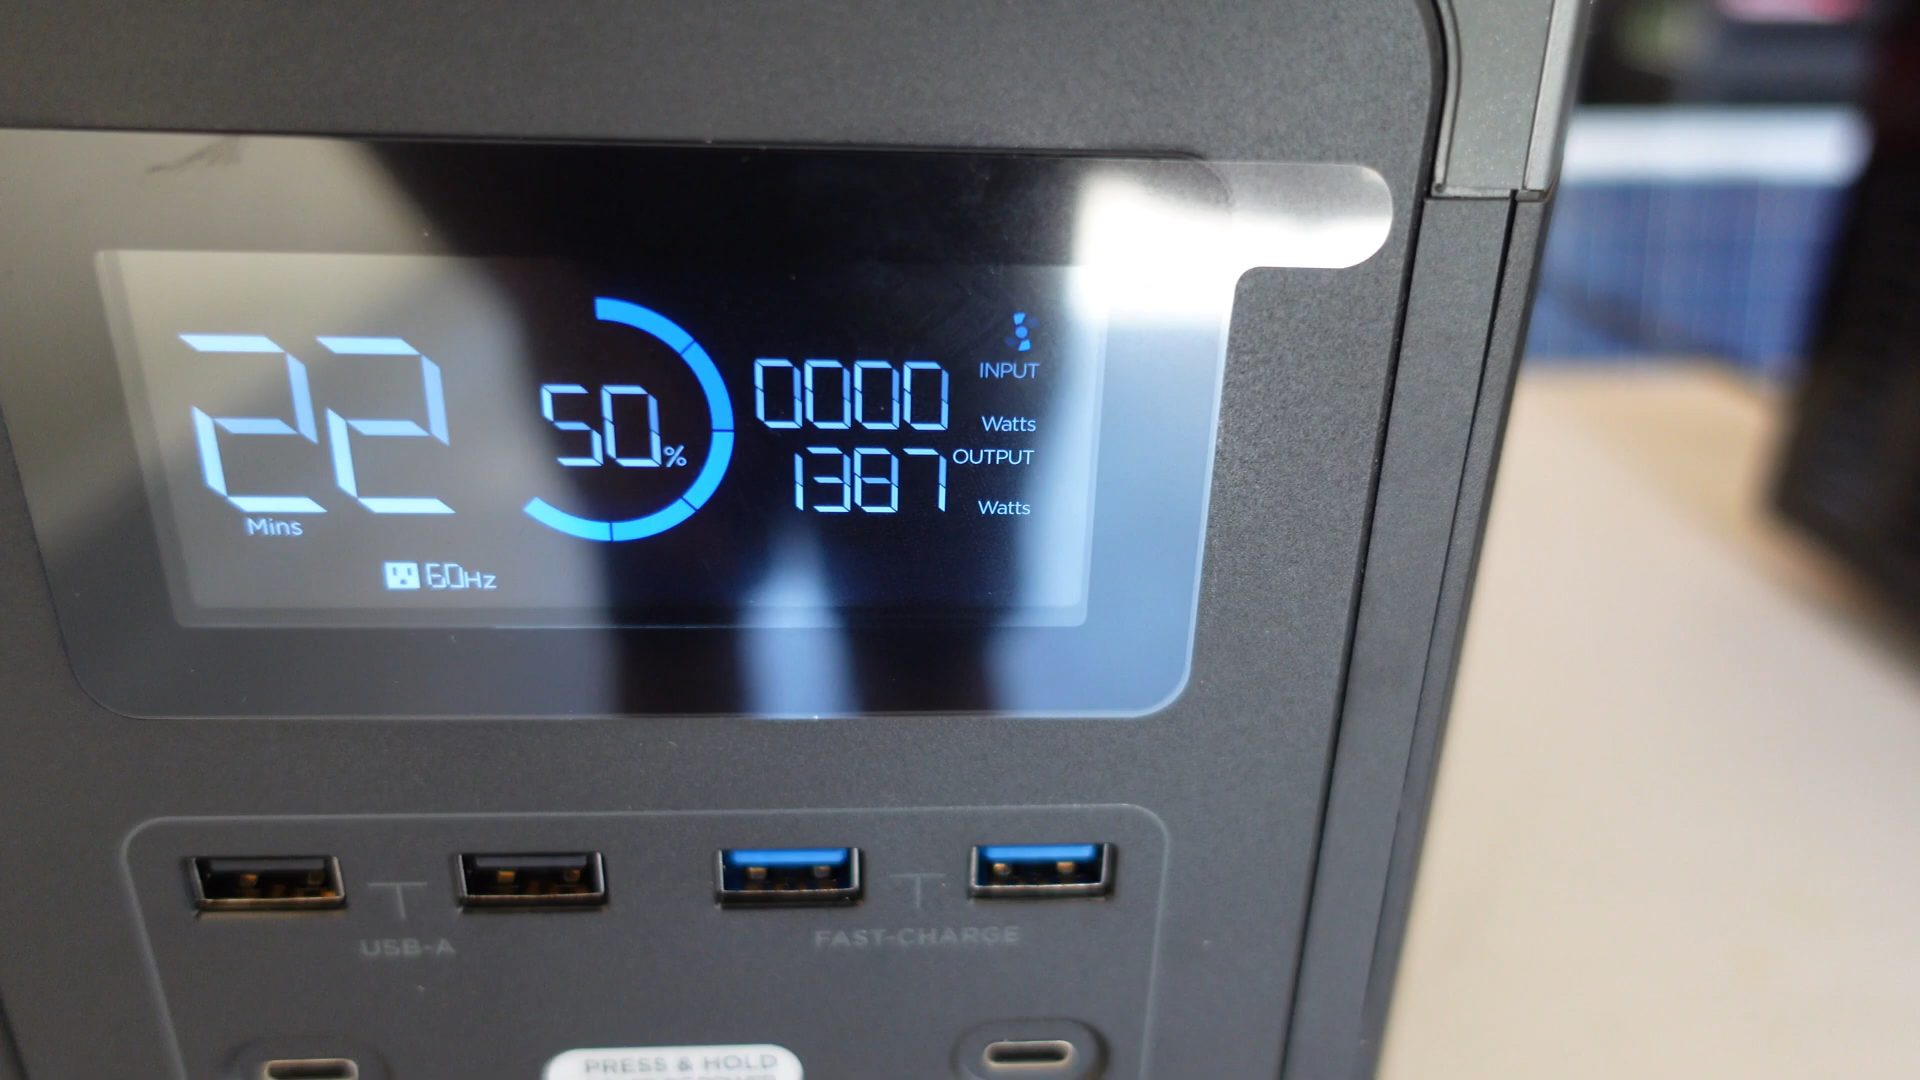 22
Mins
50%
0000
INPUT
Watts
1387
OUTPUT
Watts
60Hz
USB-A
FAST-CHARGE
PRESS & HOLD